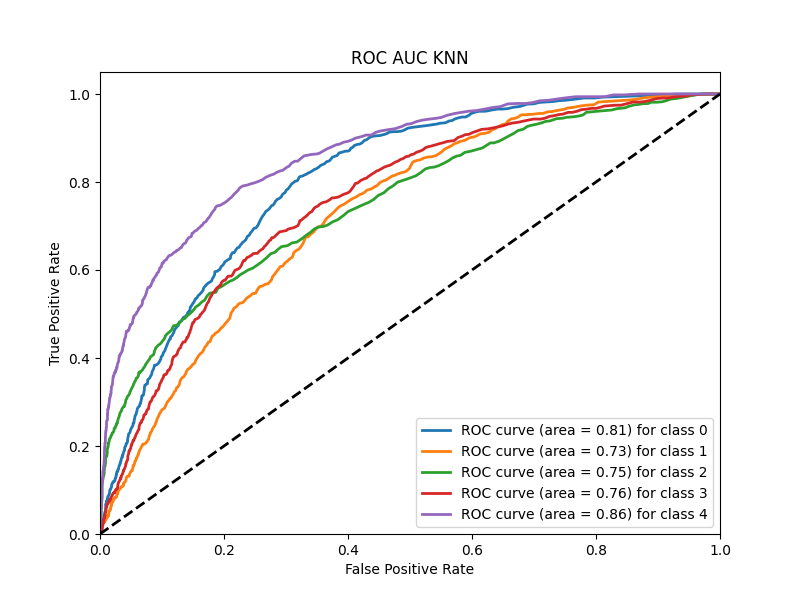 ROC AUC KNN
True Positive Rate
1.0
0.8
0.6
0.4
0.2
0.0
ROC curve (area = 0.81) for class 0
ROC curve (area = 0.73) for class 1
ROC curve (area = 0.75) for class 2
ROC curve (area = 0.76) for class 3
ROC curve (area = 0.86) for class 4
0.0 0.2 0.4 0.6 0.8 1.0
False Positive Rate